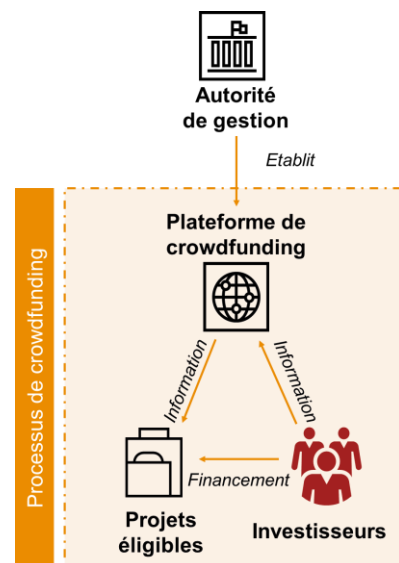 Autorité
de gestion
Etablit
Processus de crowdfunding
Plateforme de
crowdfunding
Information
Information
Financement
Projets
éligibles
Investisseurs